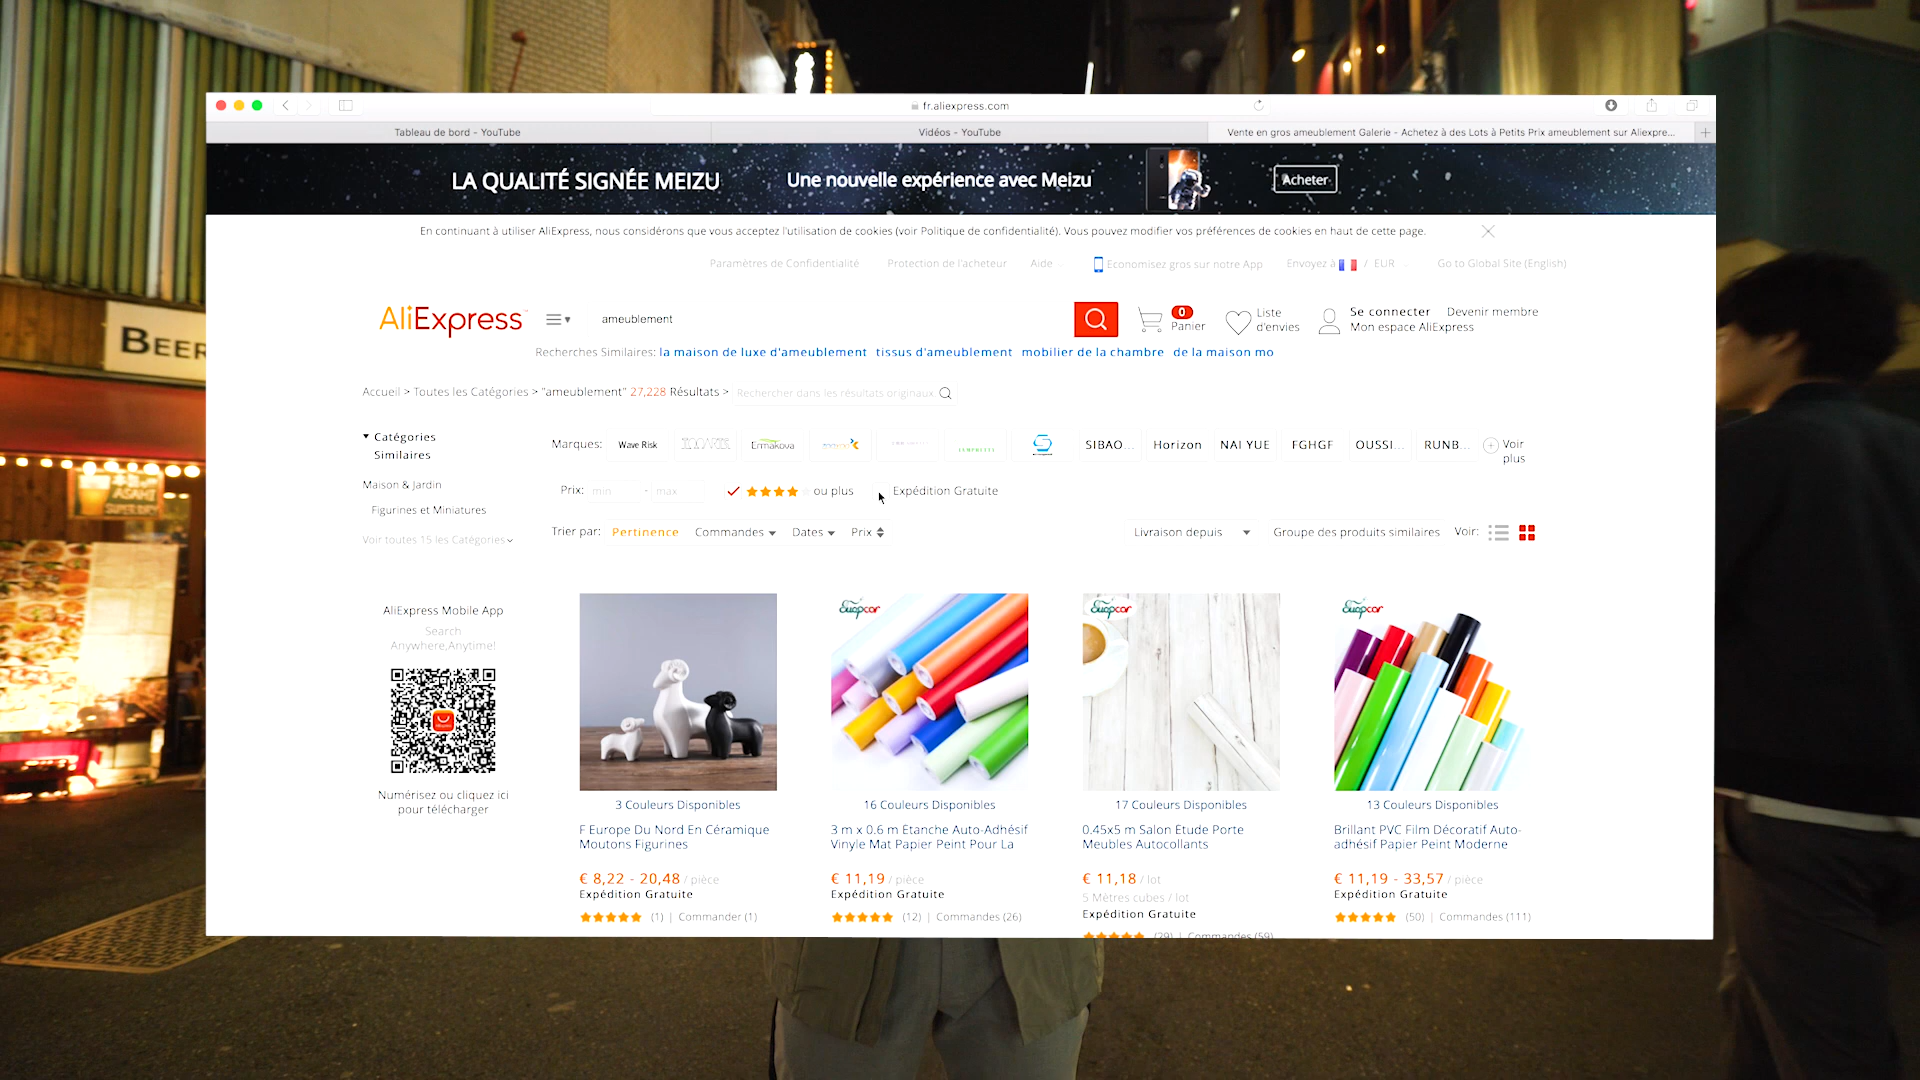 fr.aliexpress.com
Tableau de bord - YouTube
Vidéos - YouTube
Vente en gros ameublement Galerie - Achetez à des Lots à Petits Prix ameublement sur Aliexpre...
LA QUALITÉ SIGNÉE MEIZU
Une nouvelle expérience avec Meizu
Acheter
En continuant à utiliser AliExpress, nous considérons que vous acceptez l'utilisation de cookies (voir Politique de confidentialité). Vous pouvez modifier vos préférences de cookies en haut de cette page.
Paramètres de Confidentialité
Protection de l'acheteur
Aide
Economisez gros sur notre App
Envoyez à / EUR
Go to Global Site (English)
AliExpress
ameublement
0
Panier
Liste
d'envies
Se connecter Devenir membre
Mon espace AliExpress
Recherches Similaires: la maison de luxe d'ameublement tissus d'ameublement mobilier de la chambre de la maison mo
BEER
Accueil > Toutes les Catégories > "ameublement" 27,228 Résultats >
Rechercher dans les résultats originaux
Catégories
Similaires
Maison & Jardin
Figurines et Miniatures
Voir toutes 15 les Catégories
Marques:
Wave Risk
Ermakova
SIBAO...
Horizon
NAI YUE
FGHGF
OUSSI...
RUNB...
Voir
plus
Prix: min - max
ou plus
Expédition Gratuite
Trier par: Pertinence Commandes Dates Prix
Livraison depuis
Groupe des produits similaires
Voir:
ASAHI
SUPER DRY
AliExpress Mobile App
Search
Anywhere,Anytime!
Numérisez ou cliquez ici
pour télécharger
3 Couleurs Disponibles
F Europe Du Nord En Céramique
Moutons Figurines
€ 8,22 - 20,48 / pièce
Expédition Gratuite
(1) | Commander (1)
Suapcor
16 Couleurs Disponibles
3 m x 0.6 m Etanche Auto-Adhésif
Vinyle Mat Papier Peint Pour La
€ 11,19 / pièce
Expédition Gratuite
(12) | Commandes (26)
Suapcor
17 Couleurs Disponibles
0.45x5 m Salon Etude Porte
Meubles Autocollants
€ 11,18 / lot
5 Mètres cubes / lot
Expédition Gratuite
(29) | Commandes (59)
Suapcor
13 Couleurs Disponibles
Brillant PVC Film Décoratif Auto-
adhésif Papier Peint Moderne
€ 11,19 - 33,57 / pièce
Expédition Gratuite
(50) | Commandes (111)